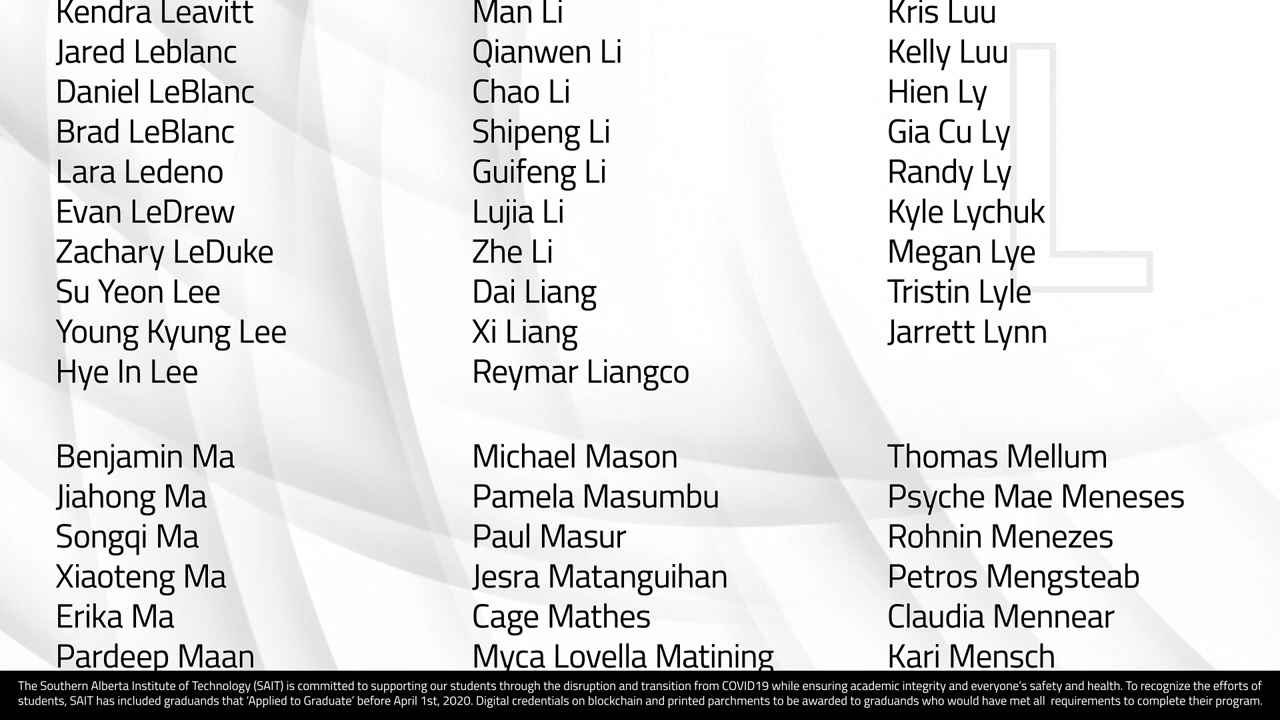 Kendra Leavitt
Jared Leblanc
Daniel LeBlanc
Brad LeBlanc
Lara Ledeno
Evan LeDrew
Zachary LeDuke
Su Yeon Lee
Young Kyung Lee
Hye In Lee
Man Li
Qianwen Li
Chao Li
Shipeng Li
Guifeng Li
Lujia Li
Zhe Li
Dai Liang
Xi Liang
Reymar Liangco
Kris Luu
Kelly Luu
Hien Ly
Gia Cu Ly
Randy Ly
Kyle Lychuk
Megan Lye
Tristin Lyle
Jarrett Lynn
L
Benjamin Ma
Jiahong Ma
Songqi Ma
Xiaoteng Ma
Erika Ma
Pardeep Maan
Michael Mason
Pamela Masumbu
Paul Masur
Jesra Matanguihan
Cage Mathes
Myca Lovella Matining
Thomas Mellum
Psyche Mae Meneses
Rohnin Menezes
Petros Mengsteab
Claudia Mennear
Kari Mensch
The Southern Alberta Institute of Technology (SAIT) is committed to supporting our students through the disruption and transition from COVID19 while ensuring academic integrity and everyone's safety and health. To recognize the efforts of
students, SAIT has included graduands that 'Applied to Graduate' before April 1st, 2020. Digital credentials on blockchain and printed parchments to be awarded to graduands who would have met all requirements to complete their program.